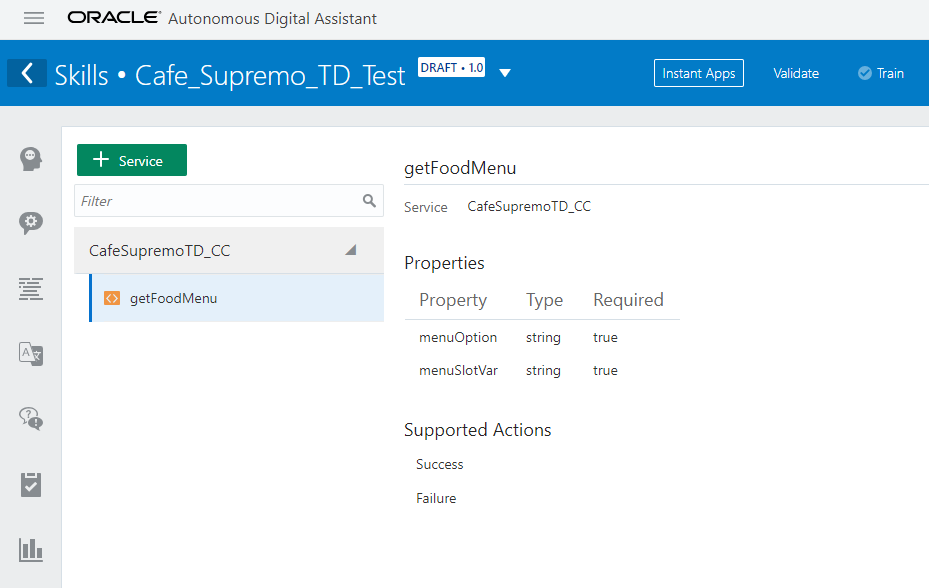 ORACLE® Autonomous Digital Assistant
Skills • Cafe_Supremo_TD_Test DRAFT • 1.0 Instant Apps Validate Train
Service
Filter
CafeSupremoTD_CC
getFoodMenu
getFoodMenu
Service CafeSupremoTD_CC
Properties
Property Type Required
menuOption string true
menuSlotVar string true
Supported Actions
Success
Failure